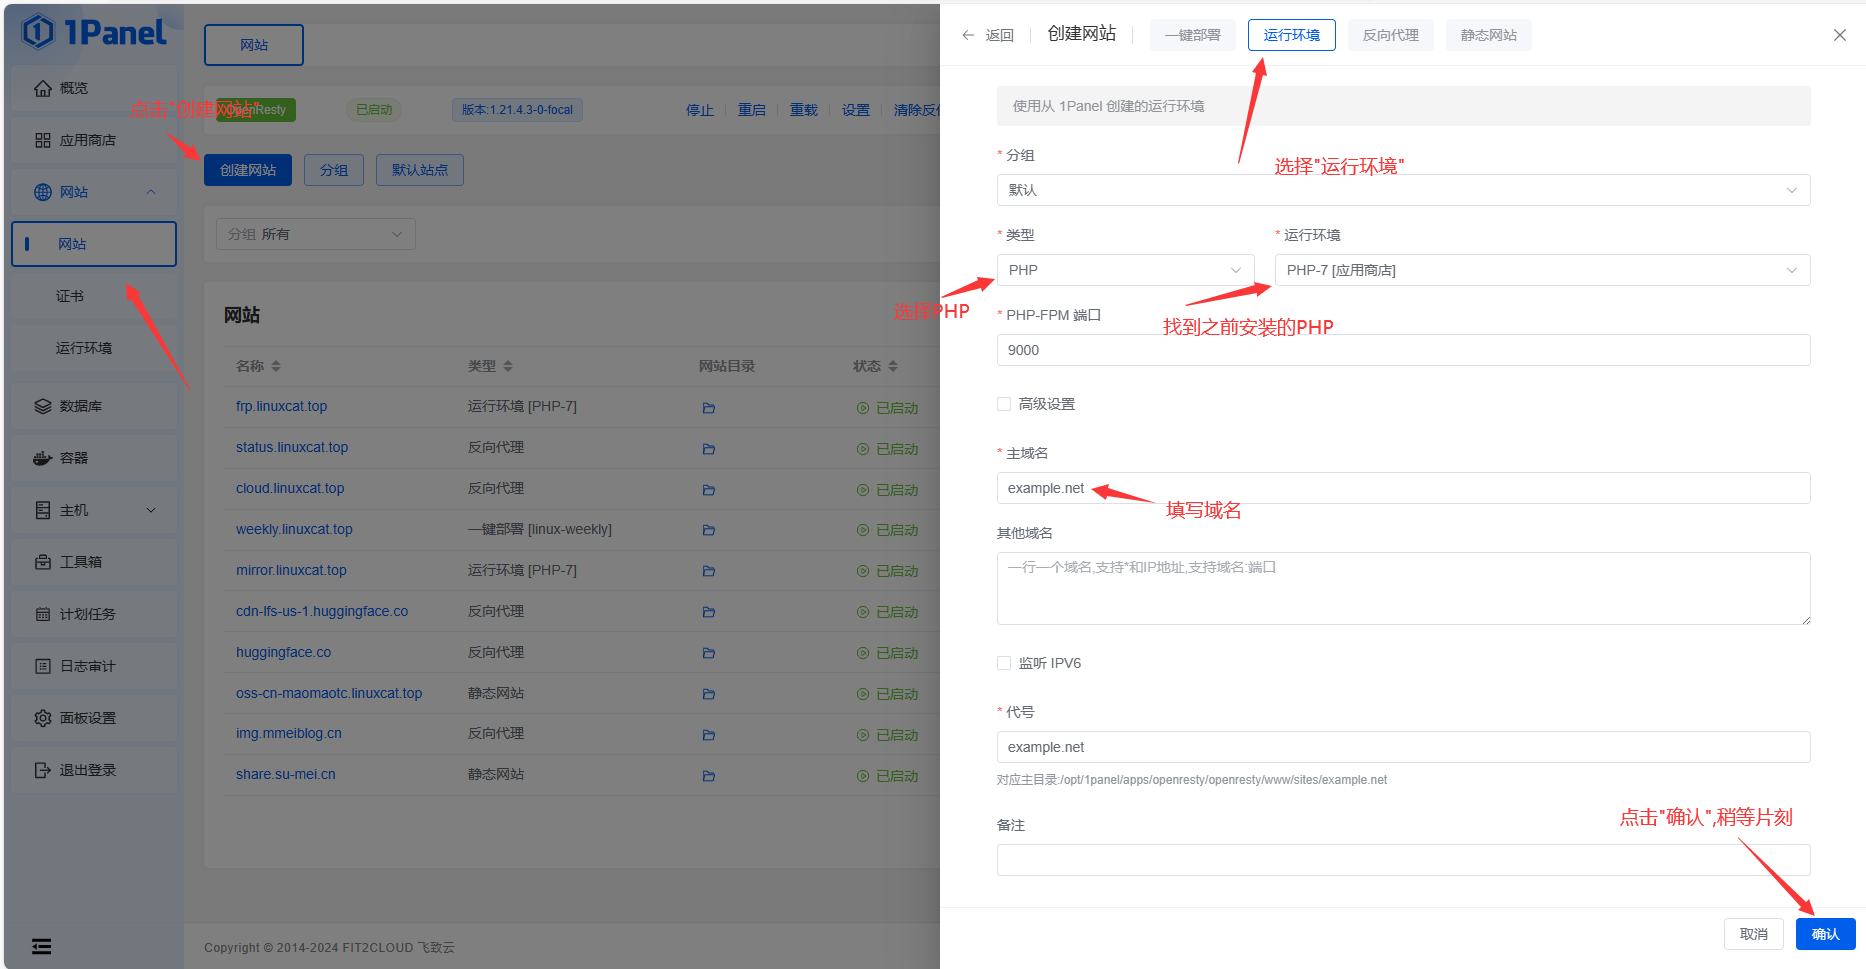 1Panel
概览
应用商店
网站
网站
证书
运行环境
数据库
容器
主机
工具箱
计划任务
日志审计
面板设置
退出登录
网站
点击"创建网站"
OpenResty
已启动
版本:1.21.4.3-0-focal
停止
重启
重载
设置
清除反代
创建网站
分组
默认站点
分组 所有
网站
名称 类型 网站目录 状态
frp.linuxcat.top 运行环境 [PHP-7] 已启动
status.linuxcat.top 反向代理 已启动
cloud.linuxcat.top 反向代理 已启动
weekly.linuxcat.top 一键部署 [linux-weekly] 已启动
mirror.linuxcat.top 运行环境 [PHP-7] 已启动
cdn-lfs-us-1.huggingface.co 反向代理 已启动
huggingface.co 反向代理 已启动
oss-cn-maomaotc.linuxcat.top 静态网站 已启动
img.mmeiblog.cn 反向代理 已启动
share.su-mei.cn 静态网站 已启动
Copyright © 2014-2024 FIT2CLOUD 飞致云
返回
创建网站
一键部署
运行环境
反向代理
静态网站
使用从 1Panel 创建的运行环境
* 分组
选择"运行环境"
默认
* 类型
* 运行环境
PHP
PHP-7 [应用商店]
选择PHP
找到之前安装的PHP
* PHP-FPM 端口
9000
高级设置
* 主域名
example.net
填写域名
其他域名
一行一个域名,支持*和IP地址,支持域名:端口
监听 IPV6
* 代号
example.net
对应主目录:/opt/1panel/apps/openresty/openresty/www/sites/example.net
点击"确认",稍等片刻
备注
取消
确认